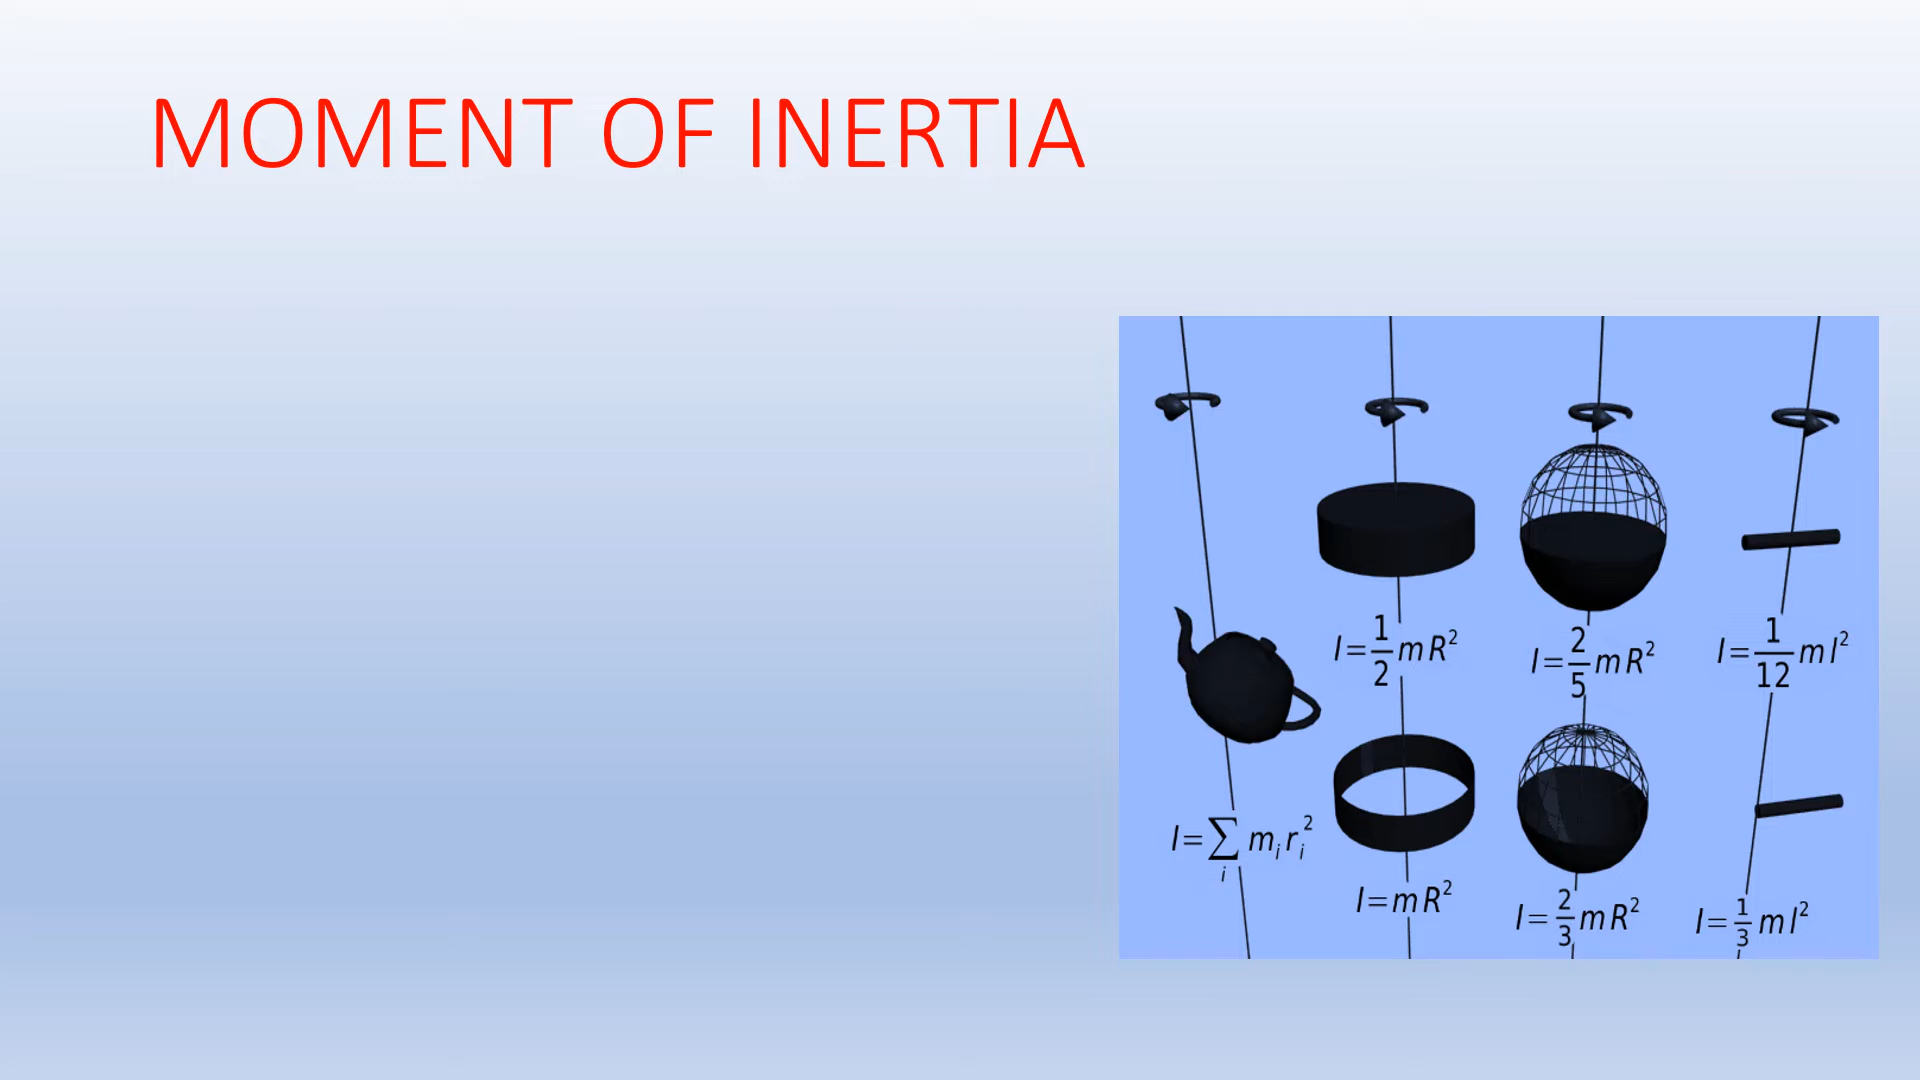 MOMENT OF INERTIA
I=1/2 mR²
I=2/5 mR²
I=1/12 ml²
I=∑ᵢ mᵢrᵢ²
I=mR²
I=2/3 mR²
I=1/3 ml²